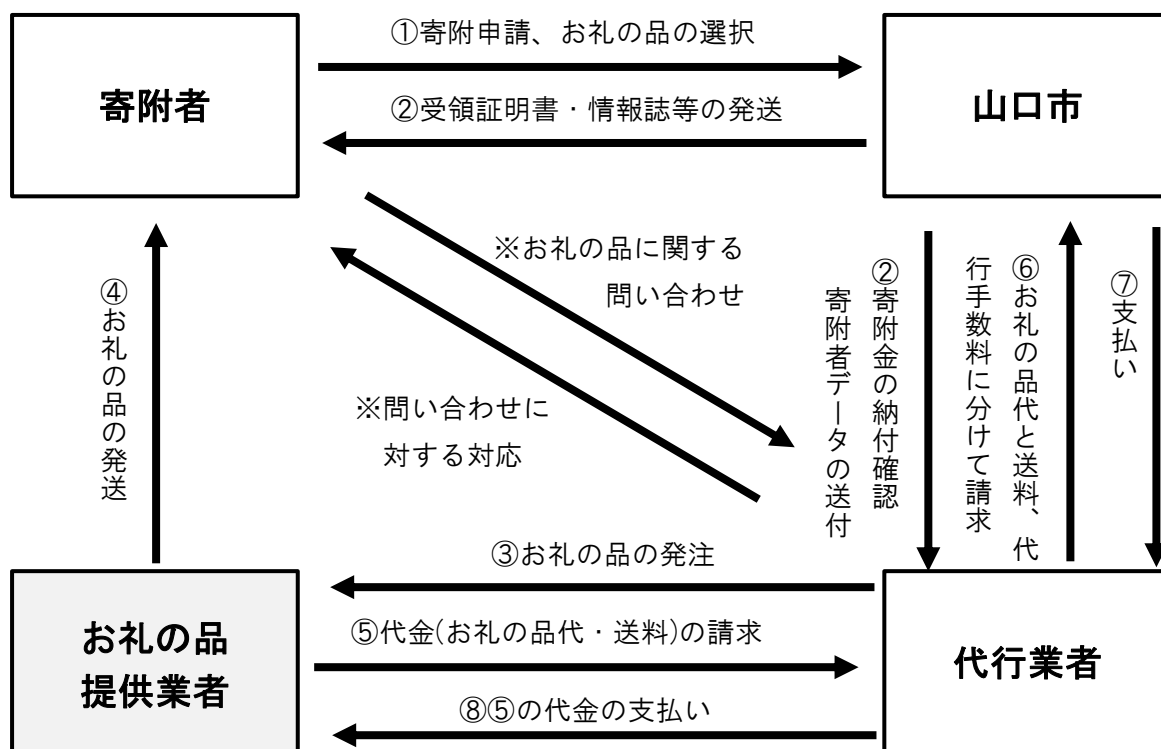 ①寄附申請、お礼の品の選択
寄附者
山口市
②受領証明書・情報誌等の発送
※お礼の品に関する
問い合わせ
※問い合わせに
対する対応
④お礼の品の発送
②寄附金の納付確認
寄附者データの送付
⑥お礼の品代と送料、代
行手数料に分けて請求
⑦支払い
③お礼の品の発注
⑤代金(お礼の品代・送料)の請求
⑧⑤の代金の支払い
お礼の品
提供業者
代行業者